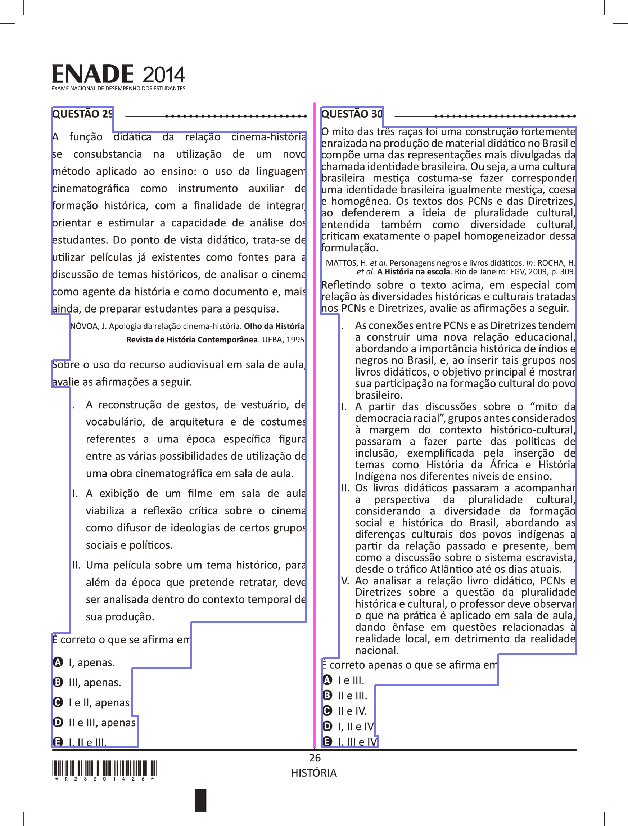 ENADE 2014
EXAME NACIONAL DE DESEMPENHO DOS ESTUDANTES
QUESTÃO 29
A função didática da relação cinema-história
se consubstancia na utilização de um novo
método aplicado ao ensino: o uso da linguagem
cinematográfica como instrumento auxiliar de
formação histórica, com a finalidade de integrar,
orientar e estimular a capacidade de análise dos
estudantes. Do ponto de vista didático, trata-se de
utilizar películas já existentes como fontes para a
discussão de temas históricos, de analisar o cinema
como agente da história e como documento e, mais
ainda, de preparar estudantes para a pesquisa.
NÓVOA, J. Apologia da relação cinema-história. Olho da História:
Revista de História Contemporânea. UFBA, 1995.
Sobre o uso do recurso audiovisual em sala de aula,
avalie as afirmações a seguir.
I. A reconstrução de gestos, de vestuário, de
vocabulário, de arquitetura e de costumes
referentes a uma época específica figura
entre as várias possibilidades de utilização de
uma obra cinematográfica em sala de aula.
II. A exibição de um filme em sala de aula
viabiliza a reflexão crítica sobre o cinema
como difusor de ideologias de certos grupos
sociais e políticos.
III. Uma película sobre um tema histórico, para
além da época que pretende retratar, deve
ser analisada dentro do contexto temporal de
sua produção.
É correto o que se afirma em
A I, apenas.
B III, apenas.
C I e II, apenas.
D II e III, apenas.
E I, II e III.
*R2820142６*
QUESTÃO 30
O mito das três raças foi uma construção fortemente
enraizada na produção de material didático no Brasil e
compõe uma das representações mais divulgadas da
chamada identidade brasileira. Ou seja, a uma cultura
brasileira mestiça costuma-se fazer corresponder
uma identidade brasileira igualmente mestiça, coesa
e homogênea. Os textos dos PCNs e das Diretrizes,
ao defenderem a ideia de pluralidade cultural,
entendida também como diversidade cultural,
criticam exatamente o papel homogeneizador dessa
formulação.
MATTOS, H. et al. Personagens negros e livros didáticos. In: ROCHA, H.
et al. A História na escola. Rio de Janeiro: FGV, 2009, p. 309.
Refletindo sobre o texto acima, em especial com
relação às diversidades históricas e culturais tratadas
nos PCNs e Diretrizes, avalie as afirmações a seguir.
I. As conexões entre PCNs e as Diretrizes tendem
a construir uma nova relação educacional,
abordando a importância histórica de índios e
negros no Brasil, e, ao inserir tais grupos nos
livros didáticos, o objetivo principal é mostrar
sua participação na formação cultural do povo
brasileiro.
II. A partir das discussões sobre o "mito da
democracia racial", grupos antes considerados
à margem do contexto histórico-cultural,
passaram a fazer parte das políticas de
inclusão, exemplificada pela inserção de
temas como História da África e História
Indígena nos diferentes níveis de ensino.
III. Os livros didáticos passaram a acompanhar
a perspectiva da pluralidade cultural,
considerando a diversidade da formação
social e histórica do Brasil, abordando as
diferenças culturais dos povos indígenas a
partir da relação passado e presente, bem
como a discussão sobre o sistema escravista,
desde o tráfico Atlântico até os dias atuais.
IV. Ao analisar a relação livro didático, PCNs e
Diretrizes sobre a questão da pluralidade
histórica e cultural, o professor deve observar
o que na prática é aplicado em sala de aula,
dando ênfase em questões relacionadas à
realidade local, em detrimento da realidade
nacional.
É correto apenas o que se afirma em
A I e III.
B II e III.
C II e IV.
D I, II e IV.
E I, III e IV.
26
HISTÓRIA